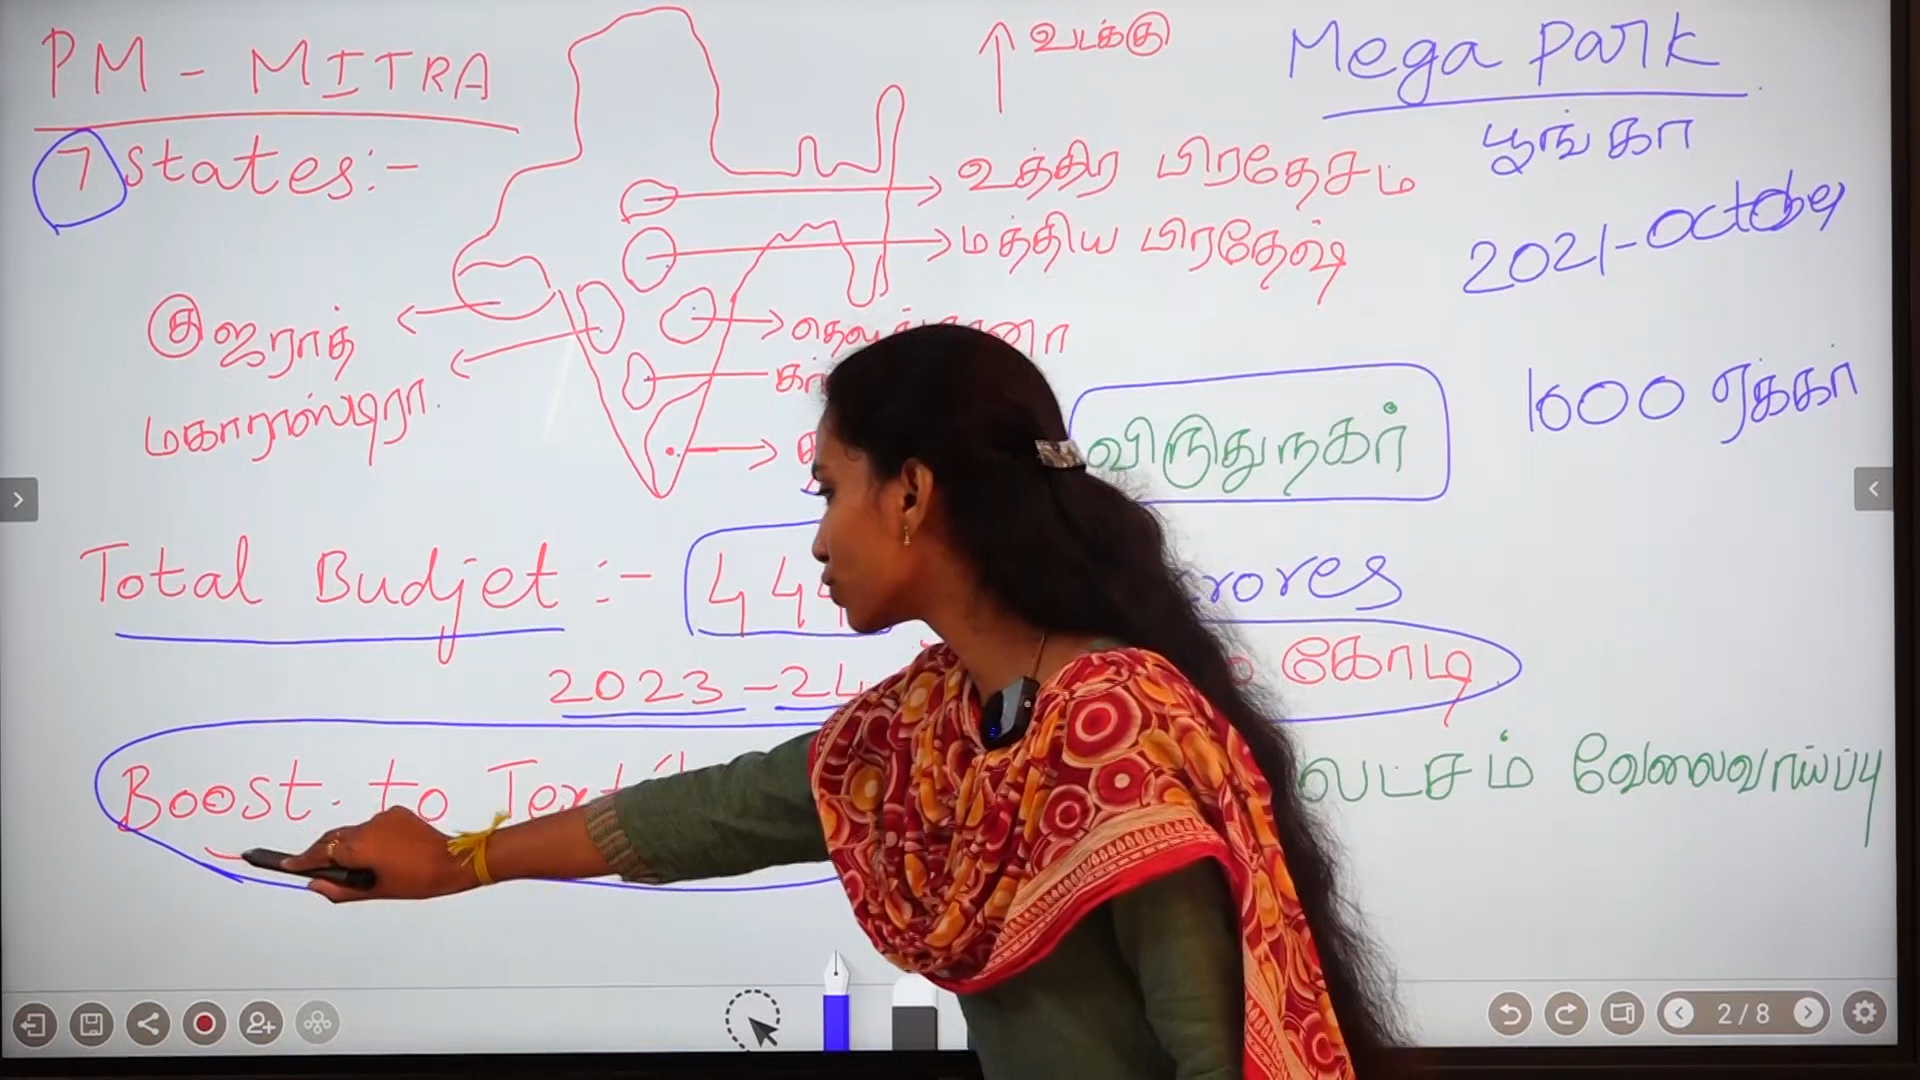 PM - MITRA
↑ வடக்கு
Mega Park
பூங்கா
7 States:-
உத்திர பிரதேசம்
மத்திய பிரதேஷ்
2021-October
குஜராத்
மகாராஸ்டிரா.
1600 ஏக்கர்
விருதுநகர்
Total Budjet :- 444
crores
2023-24
கோடி
Boost to
லட்சம் வேலைவாய்ப்பு
2/8